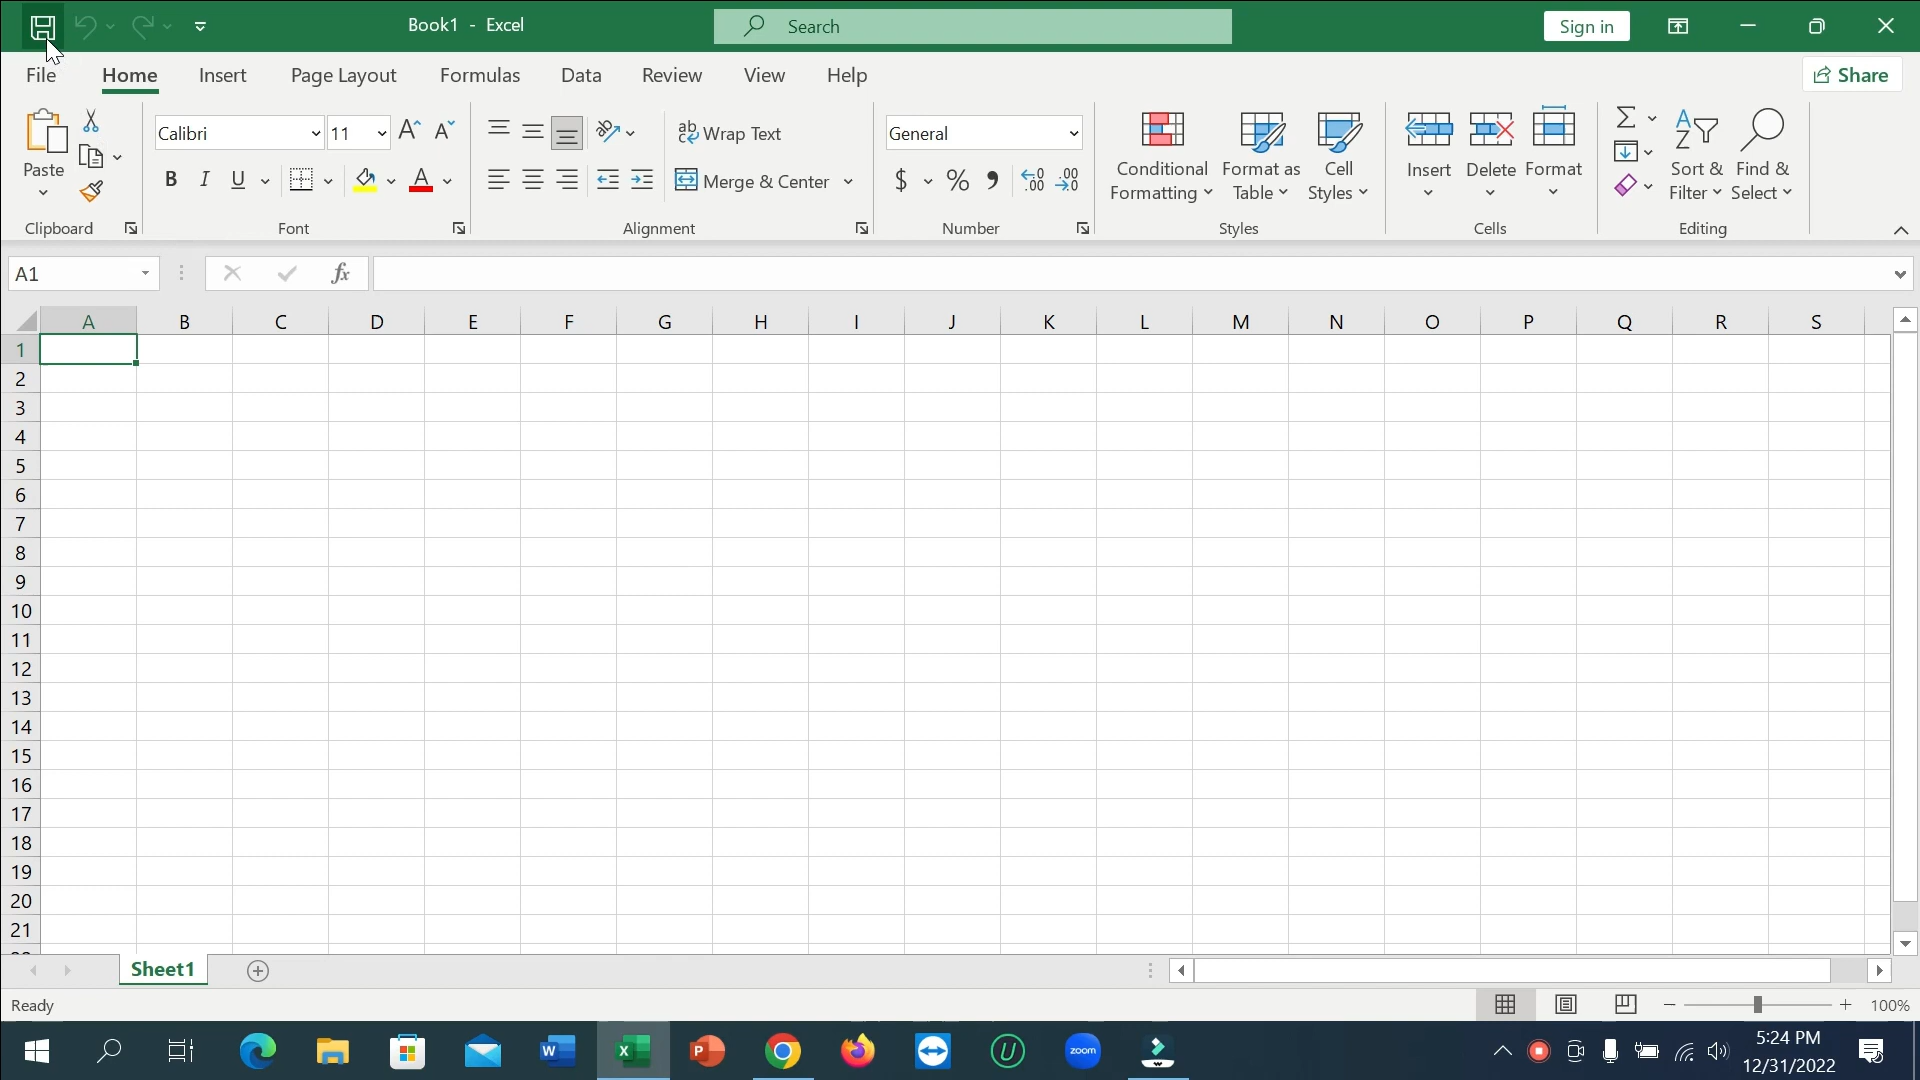 Book1 - Excel
Search
Sign in
File Home Insert Page Layout Formulas Data Review View Help
Share
Paste
Clipboard
Calibri 11
B I U A
Font
ab Wrap Text
Merge & Center
Alignment
General
$ % 9
Number
Conditional Formatting
Format as Table
Cell Styles
Styles
Insert Delete Format
Cells
Sort & Filter
Find & Select
Editing
A1 fx
A B C D E F G H I J K L M N O P Q R S
1
2
3
4
5
6
7
8
9
10
11
12
13
14
15
16
17
18
19
20
21
Sheet1
Ready
100%
zoom
5:24 PM
12/31/2022